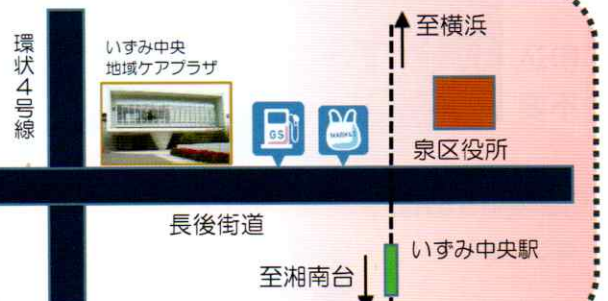 至横浜
環状4号線
いずみ中央
地域ケアプラザ
GS
MARKET
泉区役所
長後街道
いずみ中央駅
至湘南台